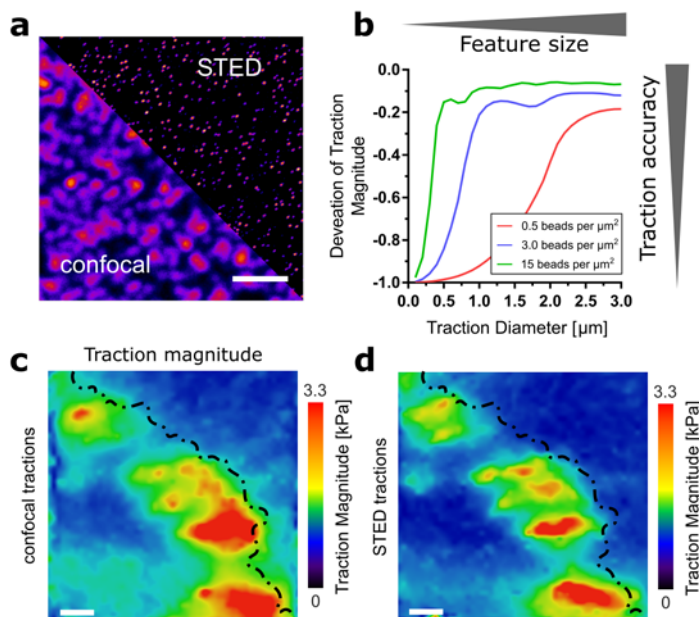 a
STED
confocal
b
Feature size
Traction accuracy
Deveation of Traction
Magnitude
0.0
-0.2
-0.4
-0.6
-0.8
-1.0
0.5 beads per µm²
3.0 beads per µm²
15 beads per µm²
0.0 0.5 1.0 1.5 2.0 2.5 3.0
Traction Diameter [µm]
c
Traction magnitude
confocal tractions
3.3
Traction Magnitude [kPa]
0
d
STED tractions
3.3
Traction Magnitude [kPa]
0